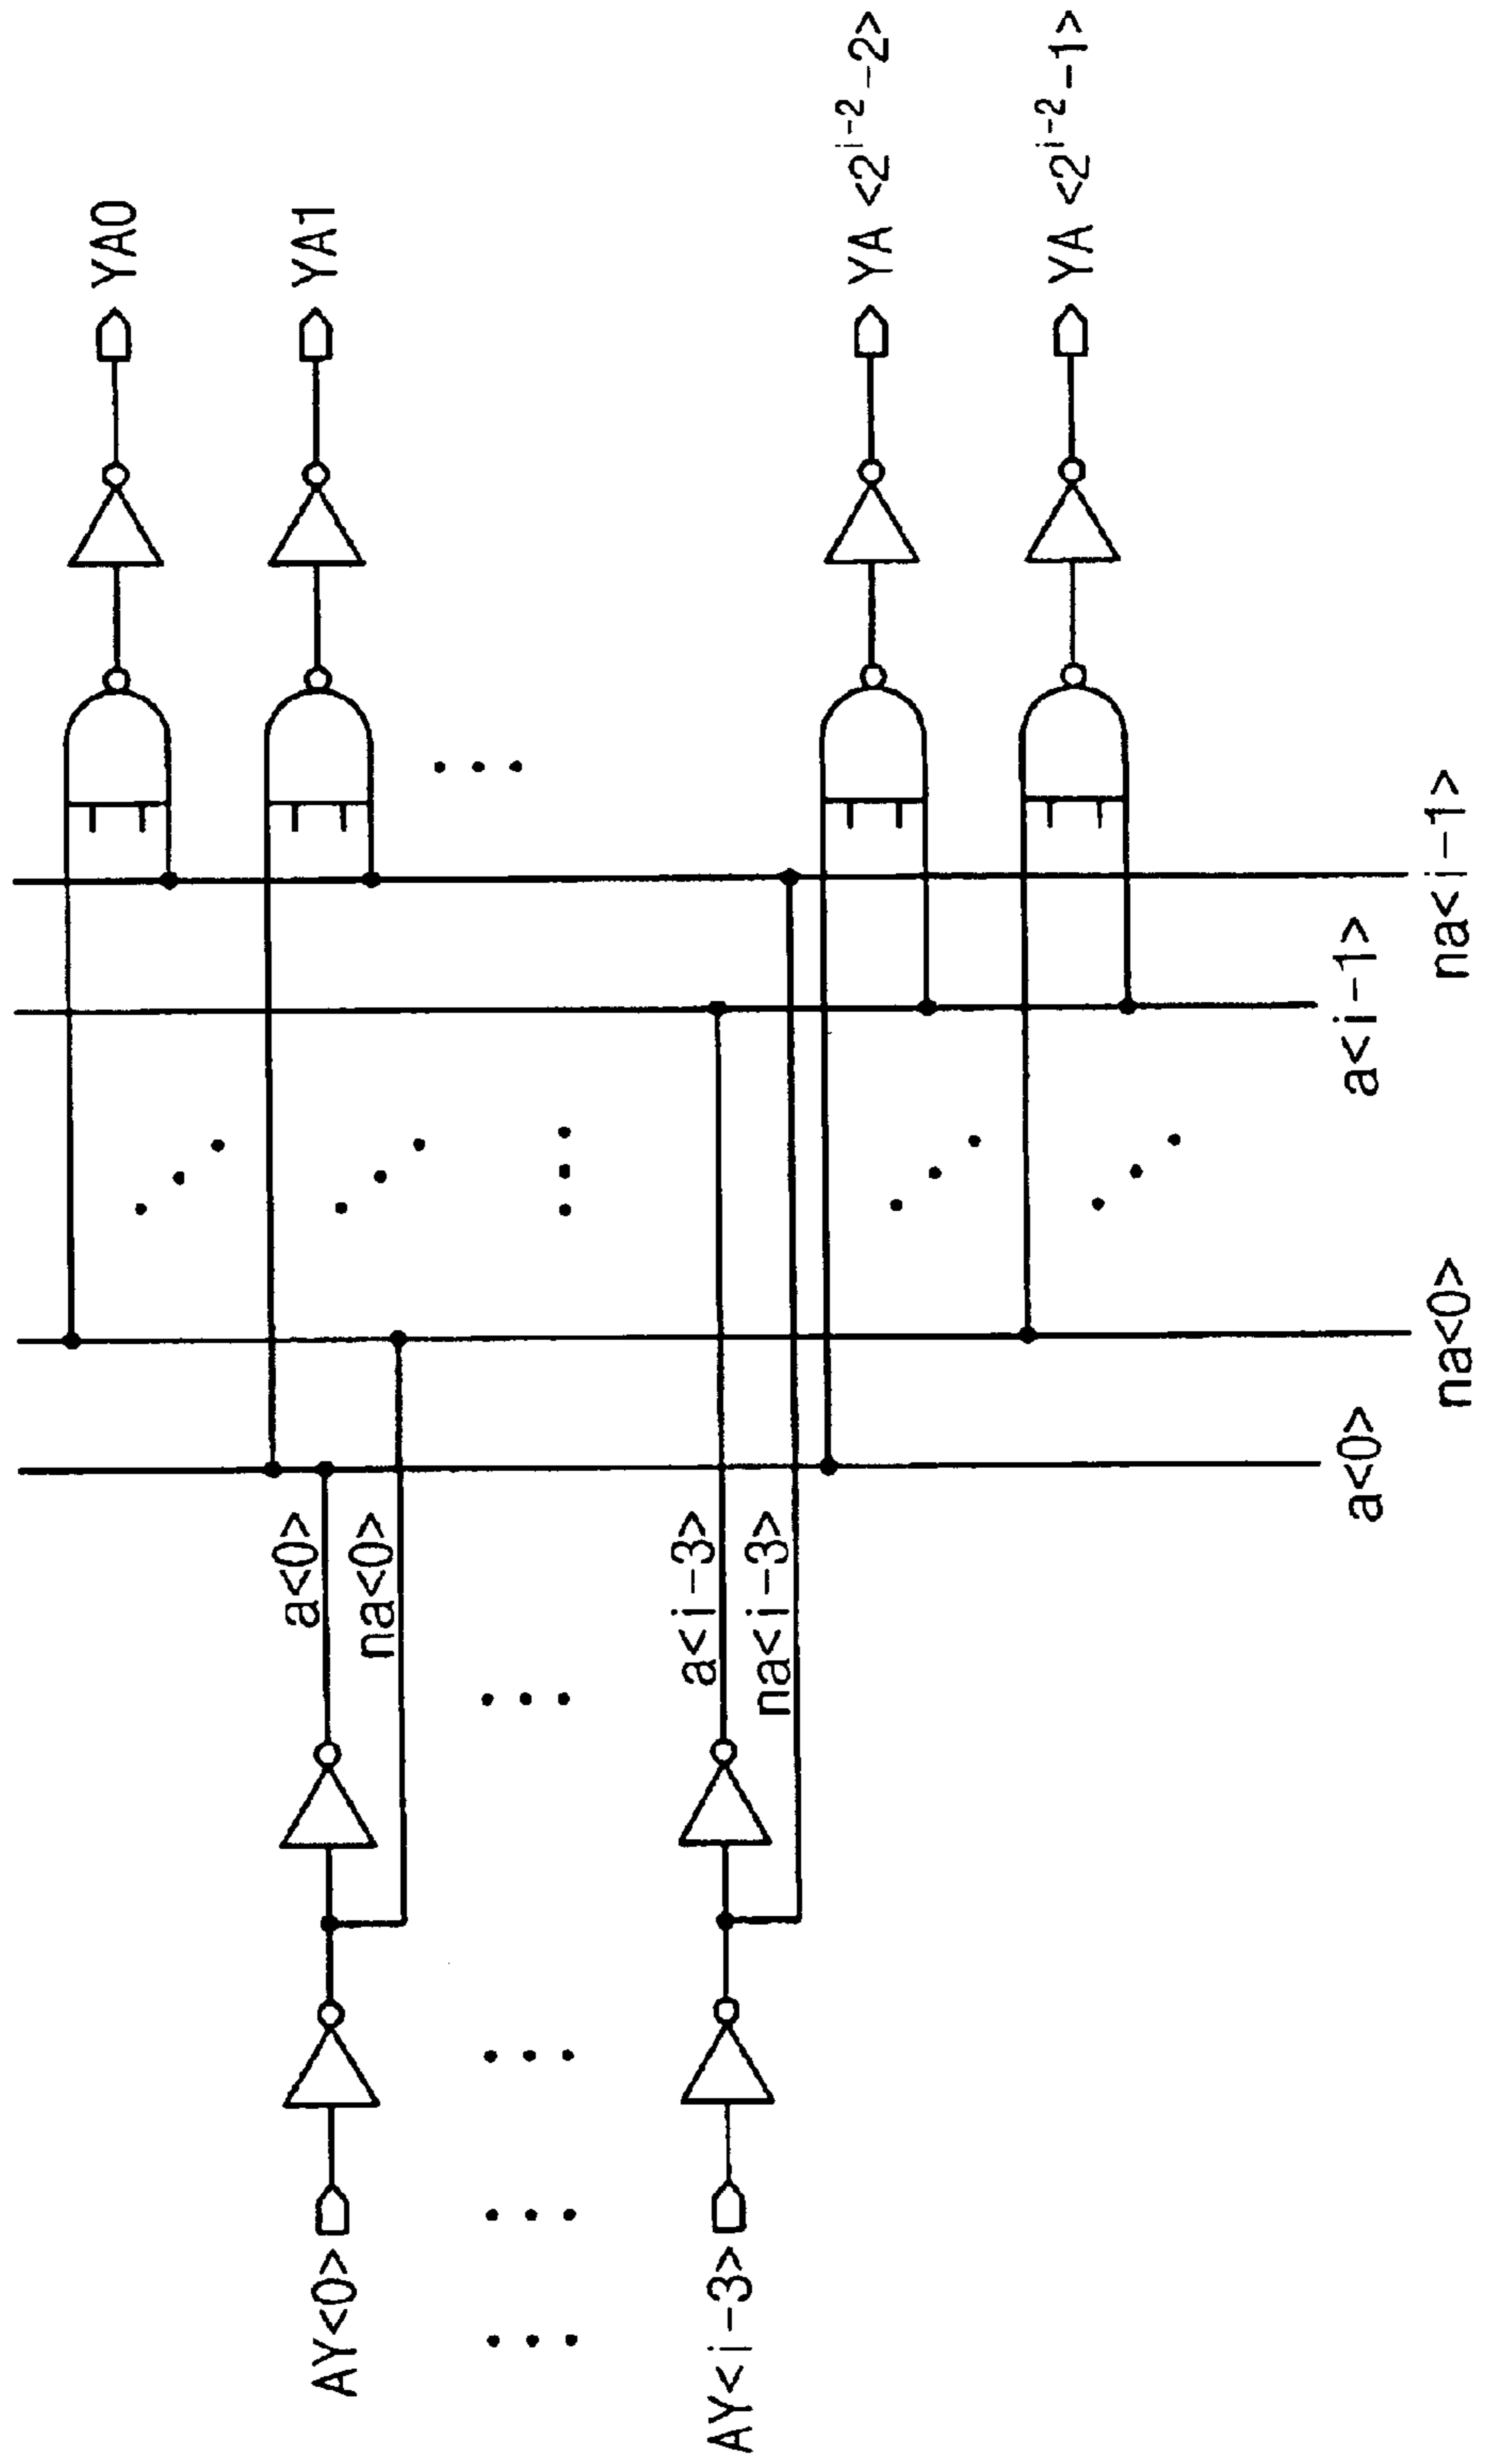 YA0
YA1
YA <2^{i-2}-2>
YA <2^{i-2}-1>
na<i-1>
a<i-1>
na<0>
a<0>
a<0>
na<0>
a<i-3>
na<i-3>
AY<0>
AY<i-3>